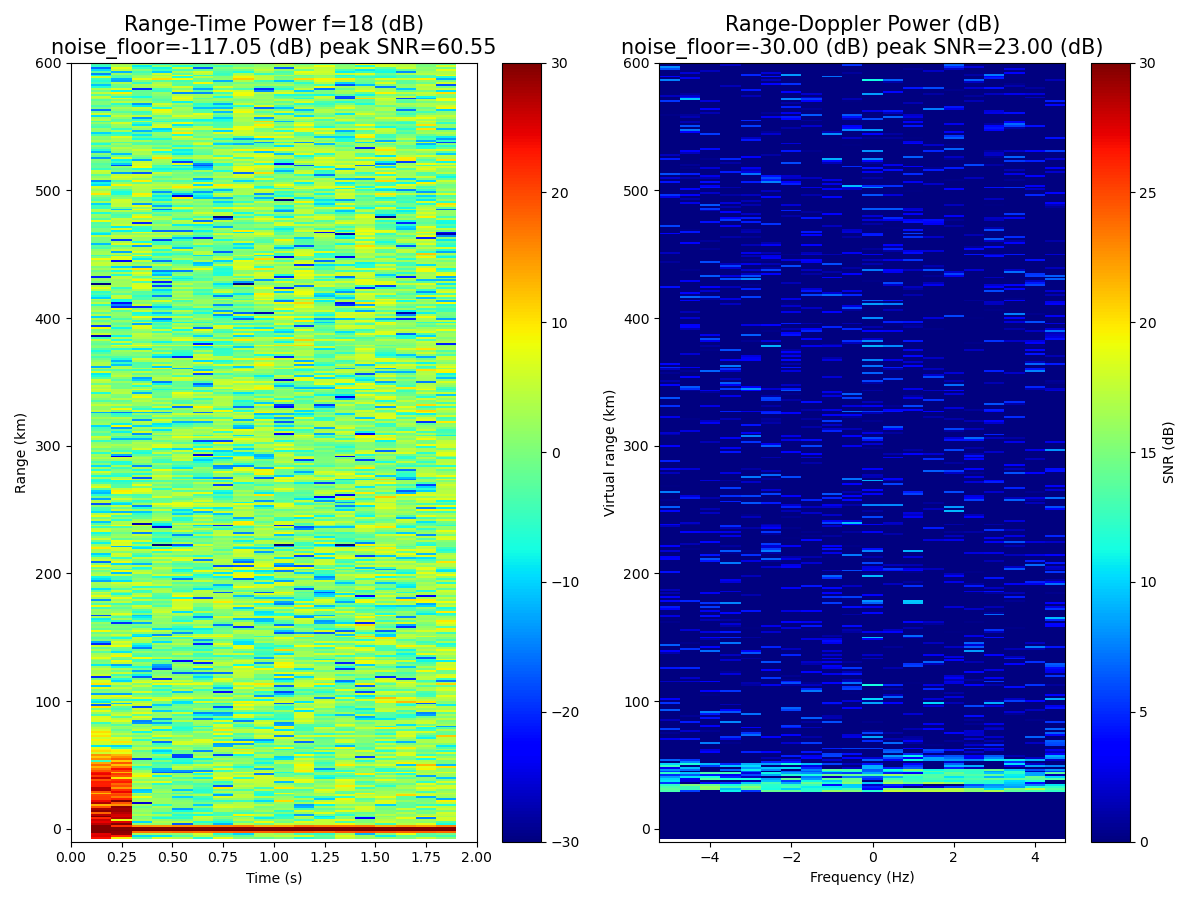 Range-Time Power f=18 (dB)
noise_floor=-117.05 (dB) peak SNR=60.55
Range-Doppler Power (dB)
noise_floor=-30.00 (dB) peak SNR=23.00 (dB)
600
500
400
300
200
100
0
Range (km)
0.00 0.25 0.50 0.75 1.00 1.25 1.50 1.75 2.00
Time (s)
30
20
10
0
−10
−20
−30
600
500
400
300
200
100
0
Virtual range (km)
−4 −2 0 2 4
Frequency (Hz)
30
25
20
15
10
5
0
SNR (dB)